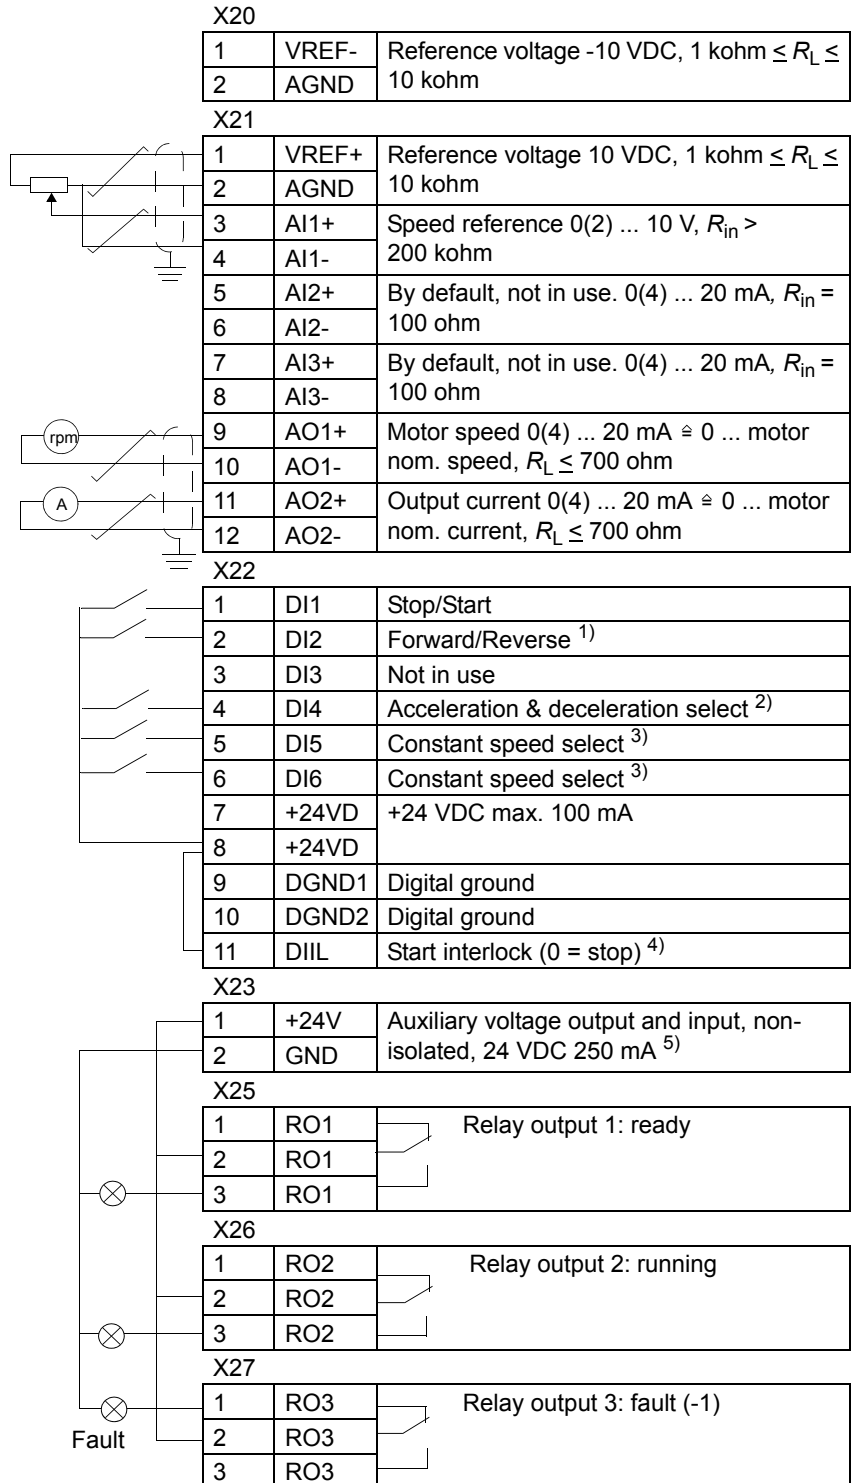 X20
1 VREF- Reference voltage -10 VDC, 1 kohm ≤ RL ≤
2 AGND 10 kohm
X21
1 VREF+ Reference voltage 10 VDC, 1 kohm ≤ RL ≤
2 AGND 10 kohm
3 AI1+ Speed reference 0(2) ... 10 V, Rin >
4 AI1- 200 kohm
5 AI2+ By default, not in use. 0(4) ... 20 mA, Rin =
6 AI2- 100 ohm
7 AI3+ By default, not in use. 0(4) ... 20 mA, Rin =
8 AI3- 100 ohm
rpm 9 AO1+ Motor speed 0(4) ... 20 mA ≙ 0 ... motor
10 AO1- nom. speed, RL ≤ 700 ohm
A 11 AO2+ Output current 0(4) ... 20 mA ≙ 0 ... motor
12 AO2- nom. current, RL ≤ 700 ohm
X22
1 DI1 Stop/Start
2 DI2 Forward/Reverse 1)
3 DI3 Not in use
4 DI4 Acceleration & deceleration select 2)
5 DI5 Constant speed select 3)
6 DI6 Constant speed select 3)
7 +24VD +24 VDC max. 100 mA
8 +24VD
9 DGND1 Digital ground
10 DGND2 Digital ground
11 DIIL Start interlock (0 = stop) 4)
X23
1 +24V Auxiliary voltage output and input, non-
2 GND isolated, 24 VDC 250 mA 5)
X25
1 RO1 Relay output 1: ready
2 RO1
3 RO1
X26
1 RO2 Relay output 2: running
2 RO2
3 RO2
X27
1 RO3 Relay output 3: fault (-1)
Fault 2 RO3
3 RO3